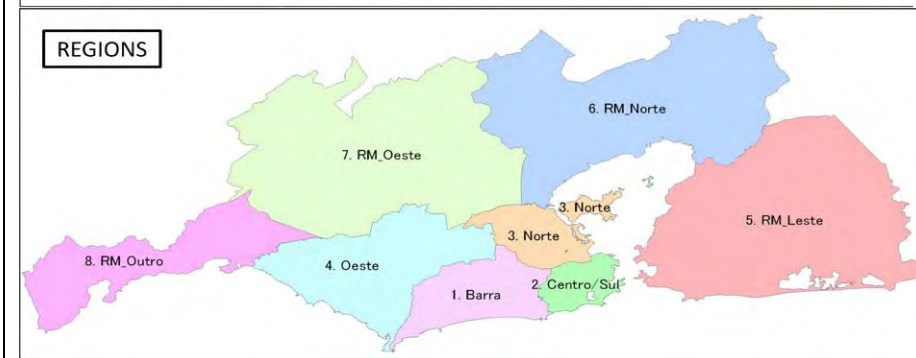 REGIONS
6. RM_Norte
7. RM_Oeste
3. Norte
5. RM_Leste
3. Norte
8. RM_Outro
4. Oeste
2. Centro/Sul
1. Barra